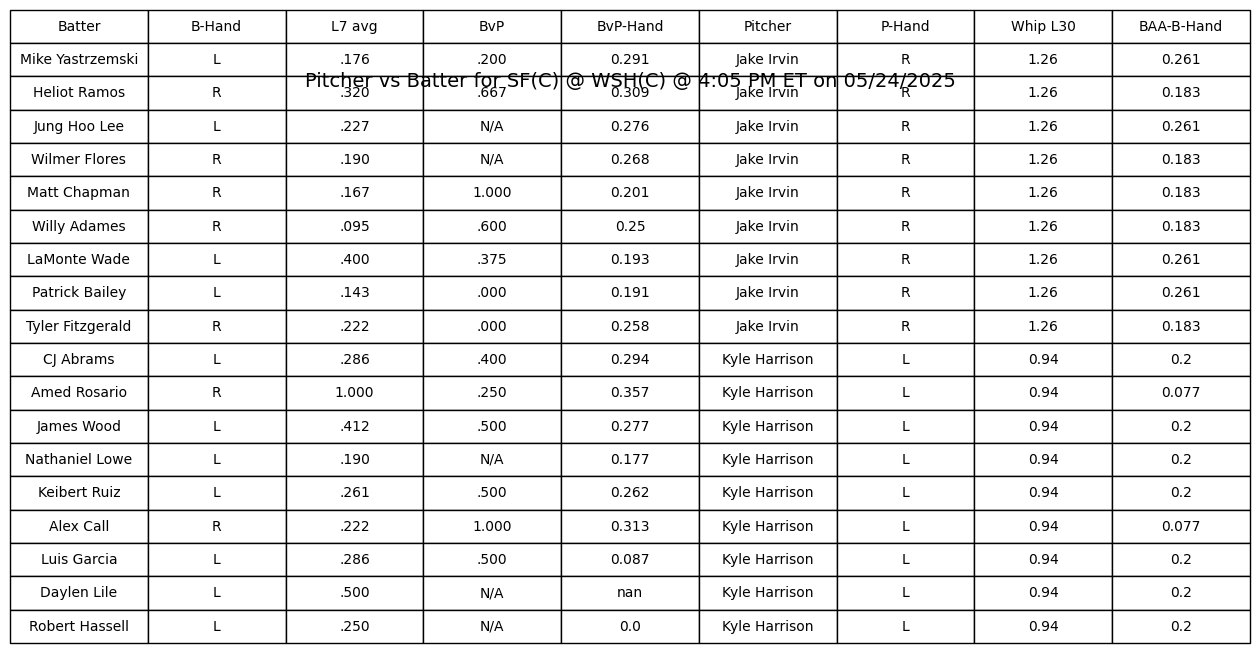 Batter B-Hand L7 avg BvP BvP-Hand Pitcher P-Hand Whip L30 BAA-B-Hand
Mike Yastrzemski L .176 .200 0.291 Jake Irvin R 1.26 0.261
Pitcher vs Batter for SF(C) @ WSH(C) @ 4:05 PM ET on 05/24/2025
Heliot Ramos R .320 .667 0.309 Jake Irvin R 1.26 0.183
Jung Hoo Lee L .227 N/A 0.276 Jake Irvin R 1.26 0.261
Wilmer Flores R .190 N/A 0.268 Jake Irvin R 1.26 0.183
Matt Chapman R .167 1.000 0.201 Jake Irvin R 1.26 0.183
Willy Adames R .095 .600 0.25 Jake Irvin R 1.26 0.183
LaMonte Wade L .400 .375 0.193 Jake Irvin R 1.26 0.261
Patrick Bailey L .143 .000 0.191 Jake Irvin R 1.26 0.261
Tyler Fitzgerald R .222 .000 0.258 Jake Irvin R 1.26 0.183
CJ Abrams L .286 .400 0.294 Kyle Harrison L 0.94 0.2
Amed Rosario R 1.000 .250 0.357 Kyle Harrison L 0.94 0.077
James Wood L .412 .500 0.277 Kyle Harrison L 0.94 0.2
Nathaniel Lowe L .190 N/A 0.177 Kyle Harrison L 0.94 0.2
Keibert Ruiz L .261 .500 0.262 Kyle Harrison L 0.94 0.2
Alex Call R .222 1.000 0.313 Kyle Harrison L 0.94 0.077
Luis Garcia L .286 .500 0.087 Kyle Harrison L 0.94 0.2
Daylen Lile L .500 N/A nan Kyle Harrison L 0.94 0.2
Robert Hassell L .250 N/A 0.0 Kyle Harrison L 0.94 0.2